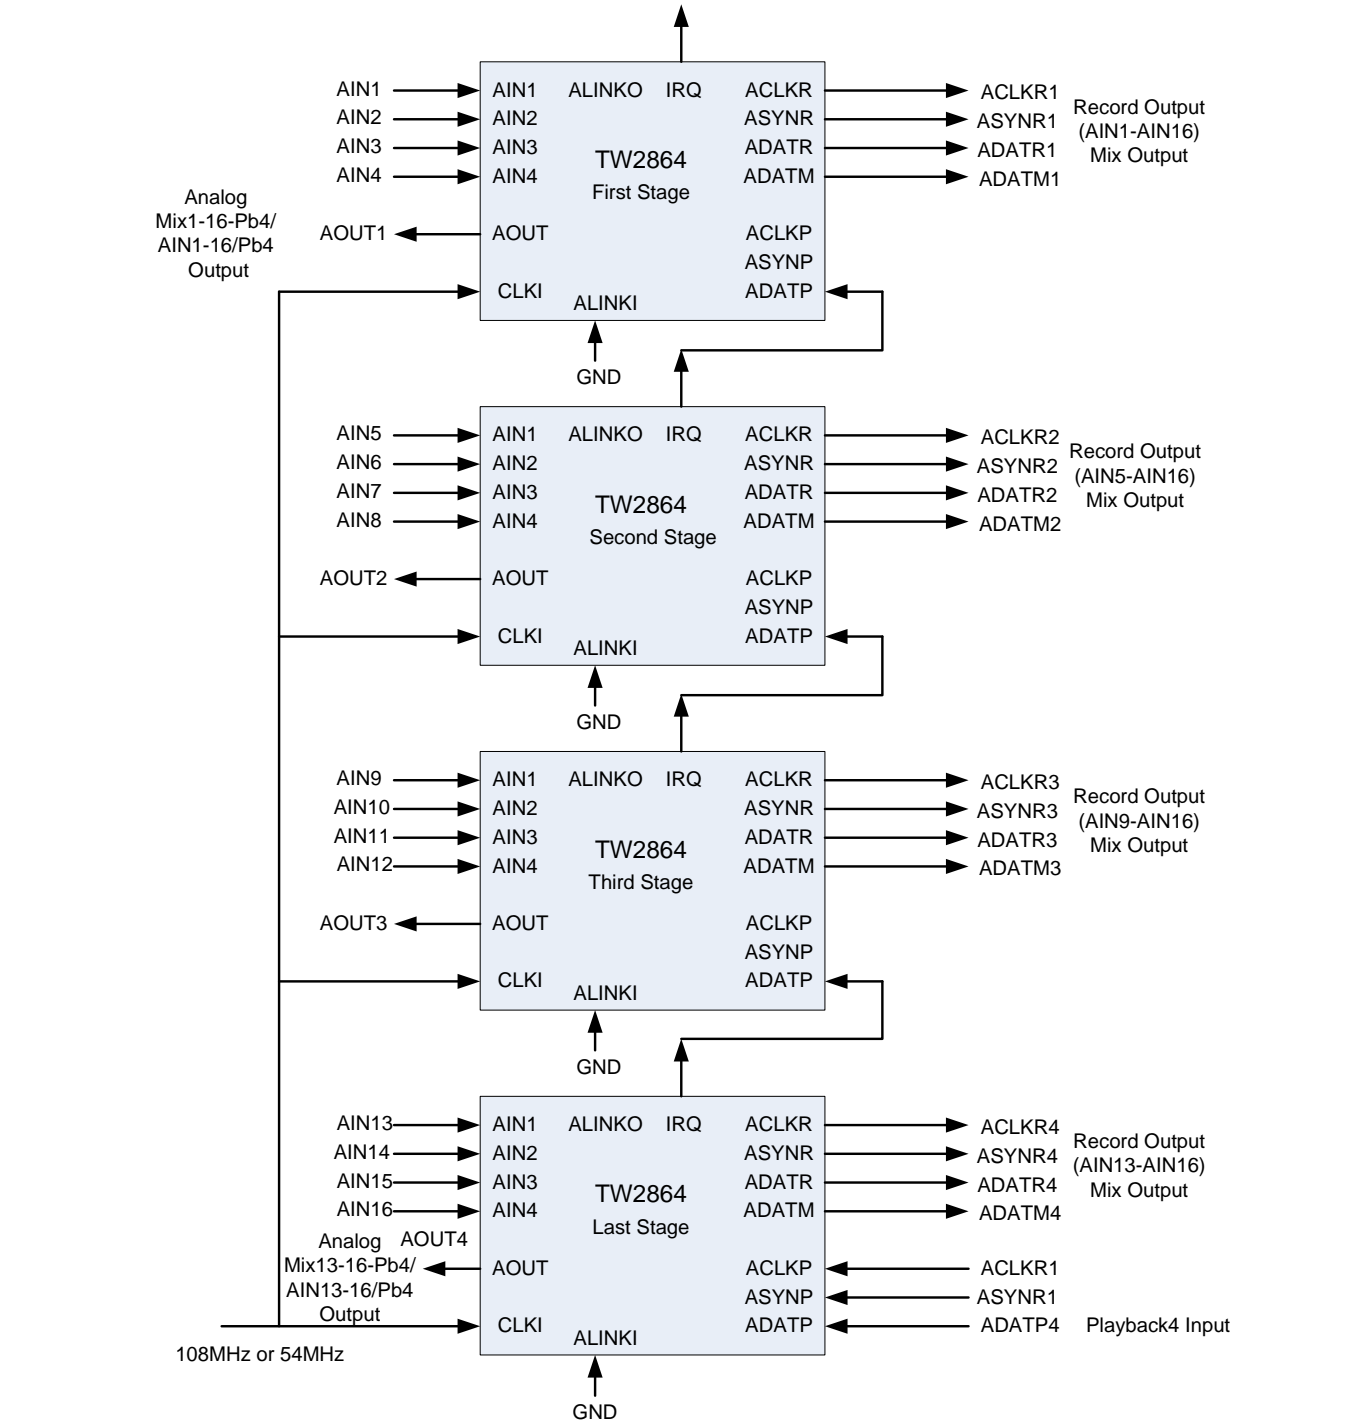 AIN1
AIN2
AIN3
AIN4
Analog
Mix1-16-Pb4/
AIN1-16/Pb4
Output
AOUT1
AIN1 ALINKO IRQ ACLKR
AIN2 ASYNR
AIN3 ADATR
TW2864
AIN4 ADATM
First Stage
AOUT ACLKP
ASYNP
CLKI ADATP
ALINKI
GND
ACLKR1
ASYNR1
ADATR1
ADATM1
Record Output
(AIN1-AIN16)
Mix Output
AIN5
AIN6
AIN7
AIN8
AOUT2
AIN1 ALINKO IRQ ACLKR
AIN2 ASYNR
AIN3 ADATR
TW2864
AIN4 ADATM
Second Stage
AOUT ACLKP
ASYNP
CLKI ADATP
ALINKI
GND
ACLKR2
ASYNR2
ADATR2
ADATM2
Record Output
(AIN5-AIN16)
Mix Output
AIN9
AIN10
AIN11
AIN12
AOUT3
AIN1 ALINKO IRQ ACLKR
AIN2 ASYNR
AIN3 ADATR
TW2864
AIN4 ADATM
Third Stage
AOUT ACLKP
ASYNP
CLKI ADATP
ALINKI
GND
ACLKR3
ASYNR3
ADATR3
ADATM3
Record Output
(AIN9-AIN16)
Mix Output
AIN13
AIN14
AIN15
AIN16
AOUT4
Analog
Mix13-16-Pb4/
AIN13-16/Pb4
Output
108MHz or 54MHz
AIN1 ALINKO IRQ ACLKR
AIN2 ASYNR
AIN3 ADATR
TW2864
AIN4 ADATM
Last Stage
AOUT ACLKP
ASYNP
CLKI ADATP
ALINKI
GND
ACLKR4
ASYNR4
ADATR4
ADATM4
Record Output
(AIN13-AIN16)
Mix Output
ACLKR1
ASYNR1
ADATP4 Playback4 Input